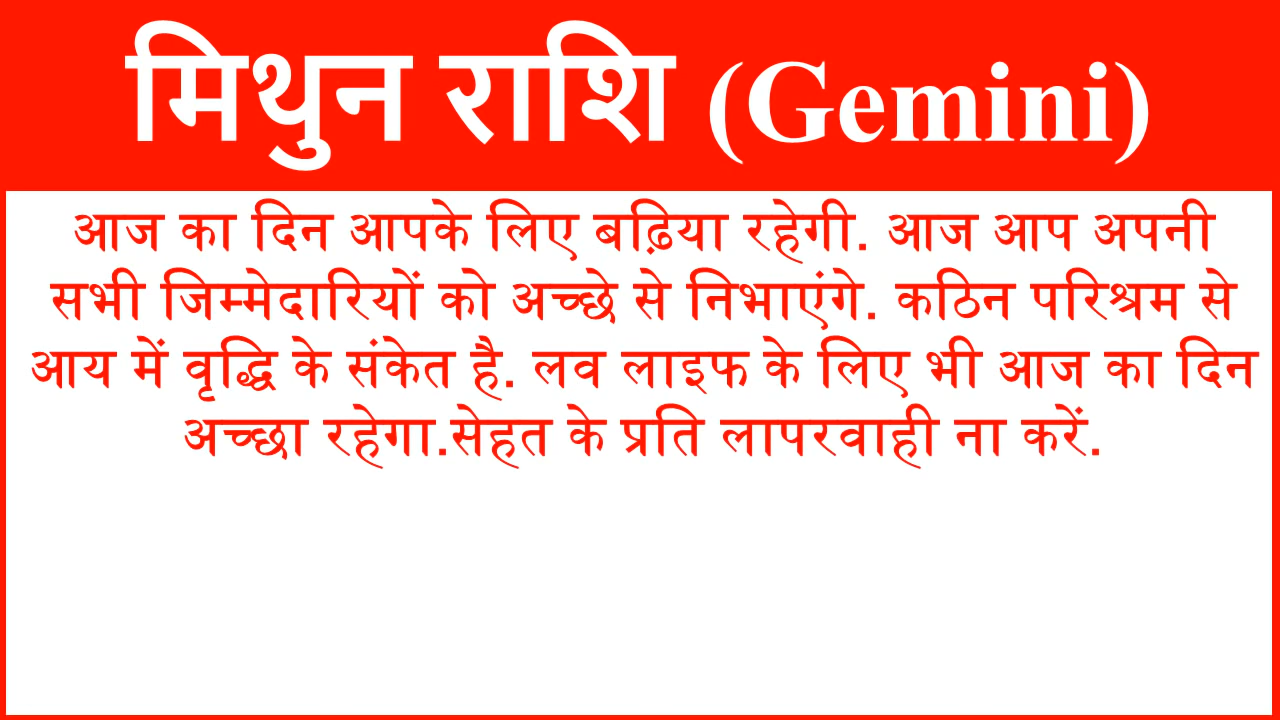 मिथुन राशि (Gemini)
आज का दिन आपके लिए बढ़िया रहेगी. आज आप अपनी
सभी जिम्मेदारियों को अच्छे से निभाएंगे. कठिन परिश्रम से
आय में वृद्धि के संकेत है. लव लाइफ के लिए भी आज का दिन
अच्छा रहेगा.सेहत के प्रति लापरवाही ना करें.